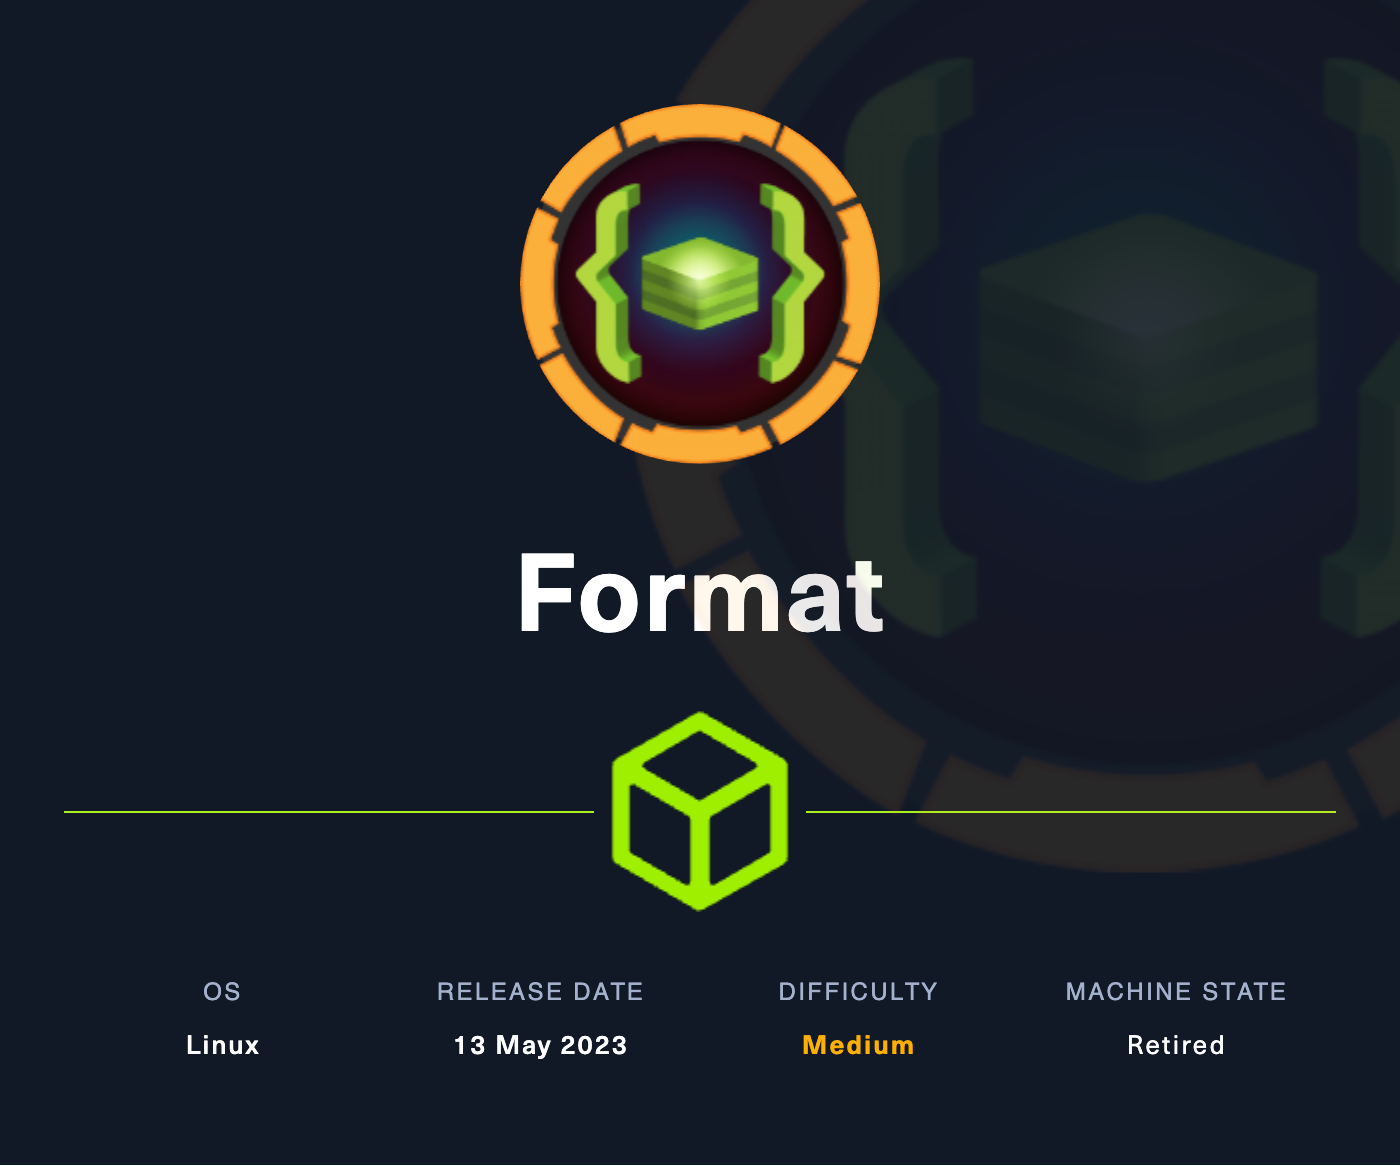 Format
OS
RELEASE DATE
DIFFICULTY
MACHINE STATE
Linux
13 May 2023
Medium
Retired